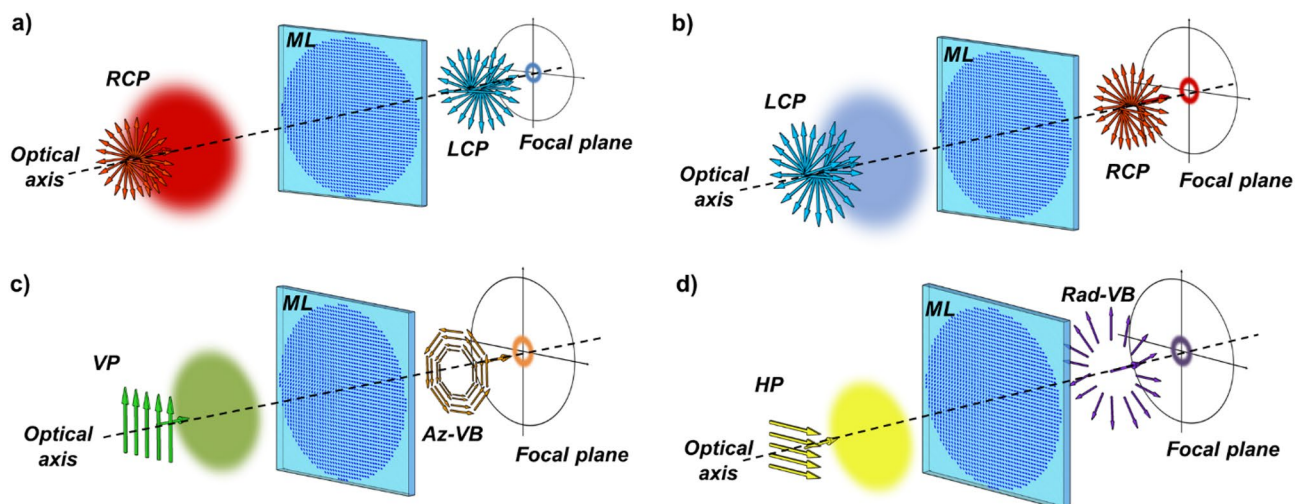 a)
RCP
Optical
axis
ML
LCP
Focal plane
b)
LCP
Optical
axis
ML
RCP
Focal plane
c)
VP
Optical
axis
ML
Az-VB
Focal plane
d)
HP
Optical
axis
ML
Rad-VB
Focal plane